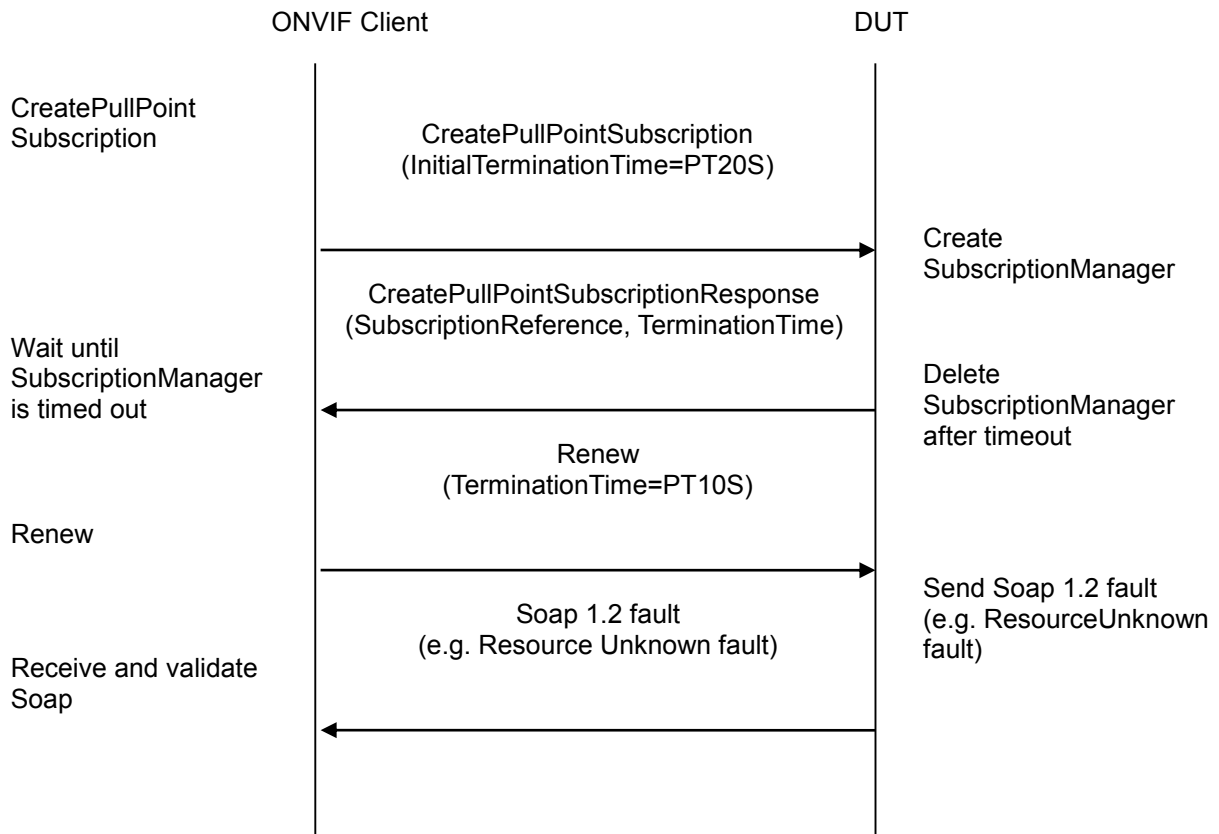 ONVIF Client
DUT
CreatePullPoint
Subscription
CreatePullPointSubscription
(InitialTerminationTime=PT20S)
Create
SubscriptionManager
CreatePullPointSubscriptionResponse
(SubscriptionReference, TerminationTime)
Wait until
SubscriptionManager
is timed out
Delete
SubscriptionManager
after timeout
Renew
(TerminationTime=PT10S)
Renew
Send Soap 1.2 fault
(e.g. ResourceUnknown
fault)
Soap 1.2 fault
(e.g. Resource Unknown fault)
Receive and validate
Soap